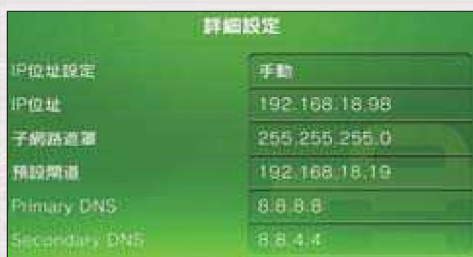 詳細設定
IP位址設定 手動
IP位址 192.168.18.98
子網路遮罩 255.255.255.0
預設閘道 192.168.18.19
Primary DNS 8.8.8.8
Secondary DNS 8.8.4.4